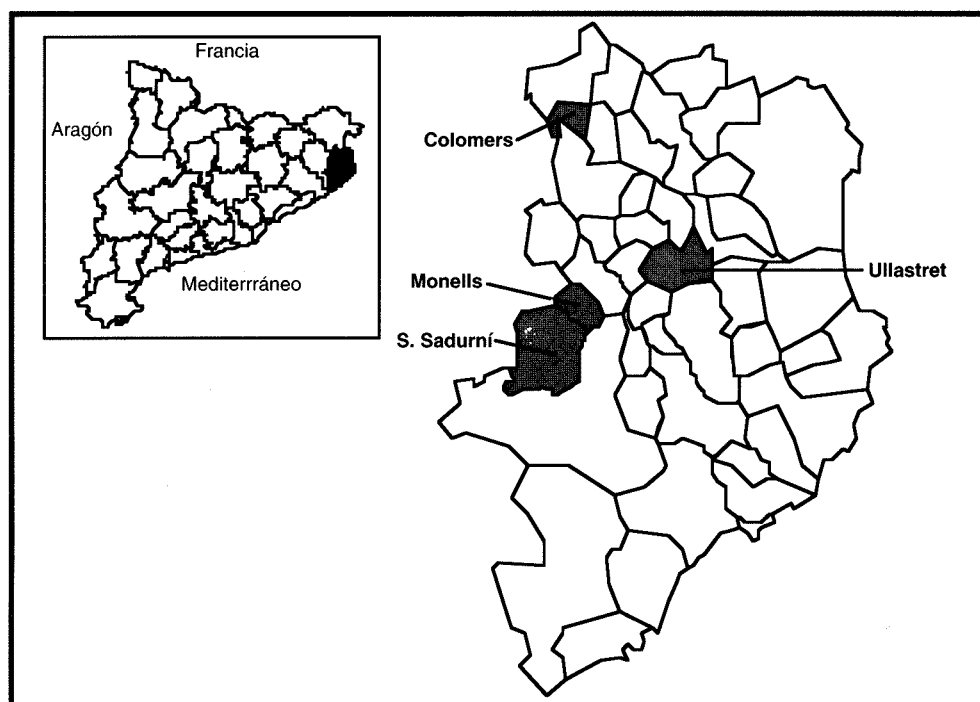 Francia
Aragón
Mediterrráneo
Colomers
Monells
S. Sadurní
Ullastret